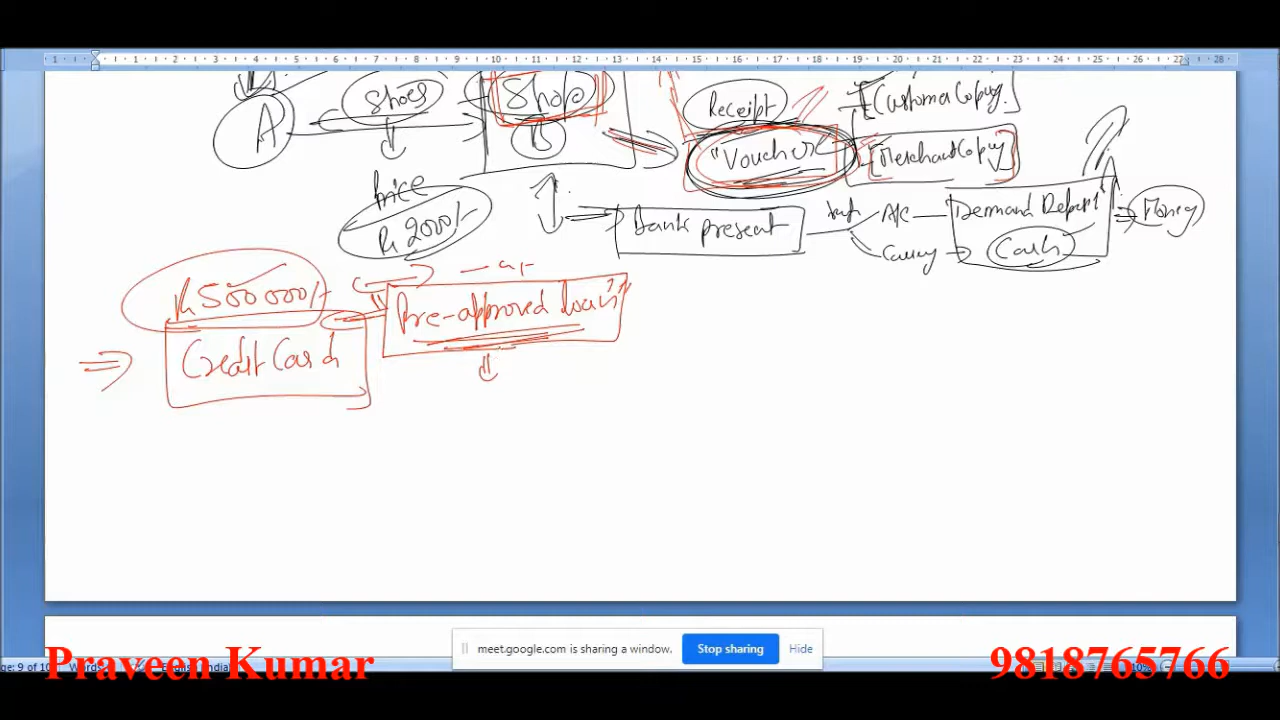 A Shoes Shop Receipt [Customer Copy]
B "Voucher" [Merchant Copy]
Price
Rs 2000/-
Bank present A/c Demand Deposit Money
Cash
Rs 500000/-
Pre-approved loan"
Credit Card
meet.google.com is sharing a window. Stop sharing Hide
Praveen Kumar 9818765766